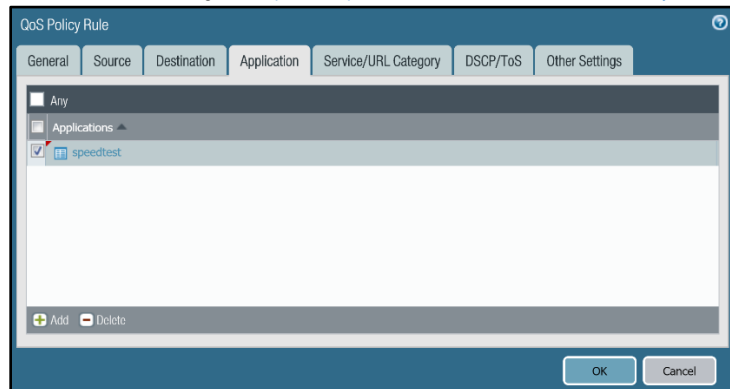 QoS Policy Rule
General Source Destination Application Service/URL Category DSCP/ToS Other Settings
Any
Applications
speedtest
Add Delete
OK Cancel